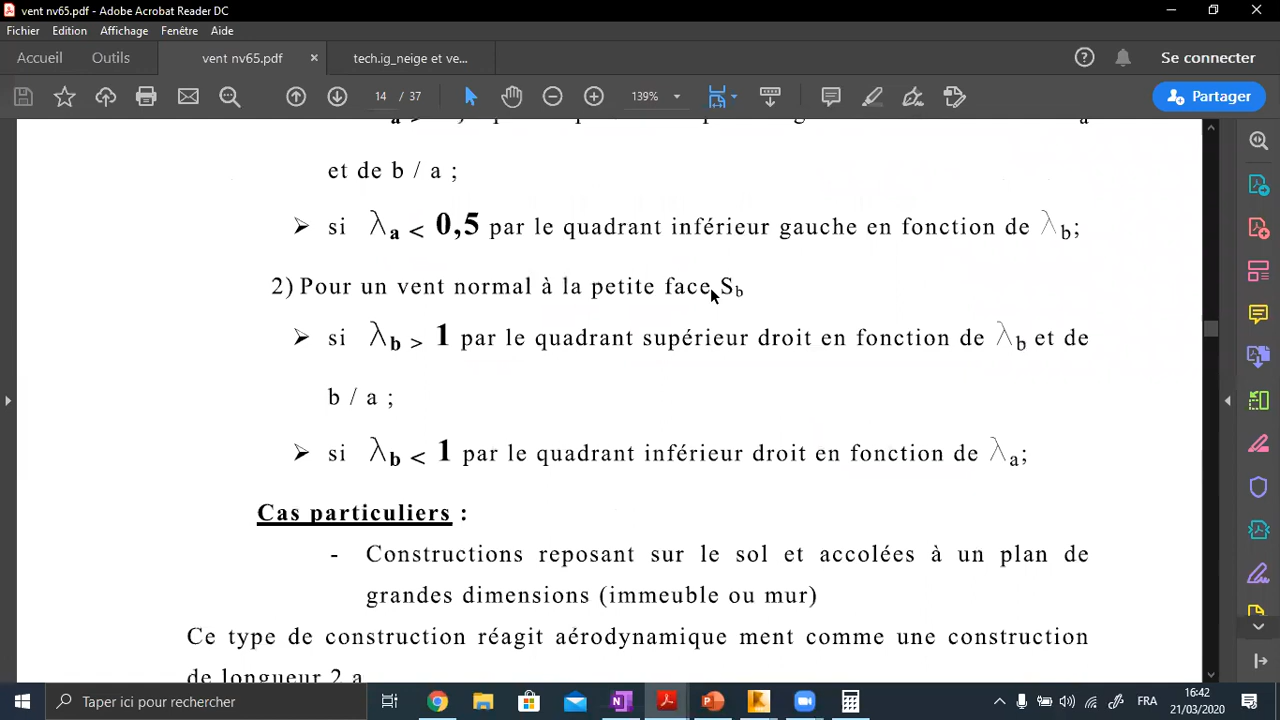 vent nv65.pdf - Adobe Acrobat Reader DC
Fichier Edition Affichage Fenêtre Aide
Accueil Outils vent nv65.pdf × tech.ig_neige et ve... Se connecter
14 / 37 139% Partager
et de b / a ;
➢ si λa < 0,5 par le quadrant inférieur gauche en fonction de λb;
2) Pour un vent normal à la petite face Sb
➢ si λb > 1 par le quadrant supérieur droit en fonction de λb et de
b / a ;
➢ si λb < 1 par le quadrant inférieur droit en fonction de λa;
Cas particuliers :
- Constructions reposant sur le sol et accolées à un plan de
grandes dimensions (immeuble ou mur)
Ce type de construction réagit aérodynamique ment comme une construction
de longueur 2 a
Taper ici pour rechercher
FRA
16:42
21/03/2020